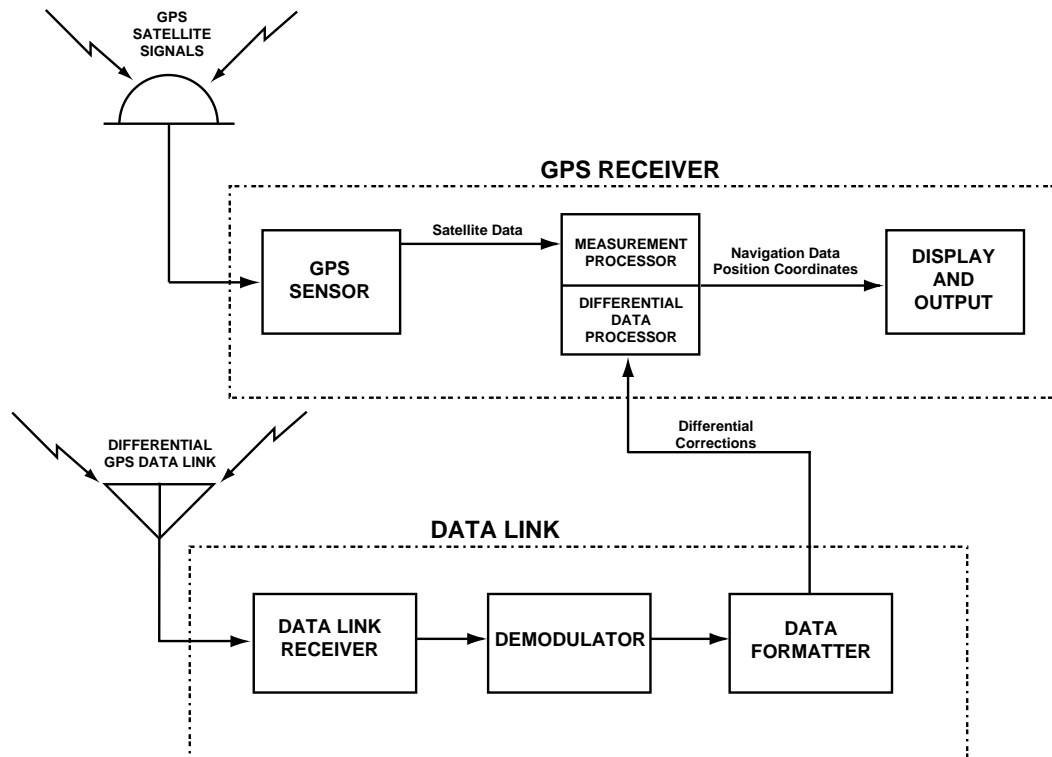 GPS
SATELLITE
SIGNALS
GPS RECEIVER
GPS
SENSOR
Satellite Data
MEASUREMENT
PROCESSOR
DIFFERENTIAL
DATA
PROCESSOR
Navigation Data
Position Coordinates
DISPLAY
AND
OUTPUT
DIFFERENTIAL
GPS DATA LINK
Differential
Corrections
DATA LINK
DATA LINK
RECEIVER
DEMODULATOR
DATA
FORMATTER